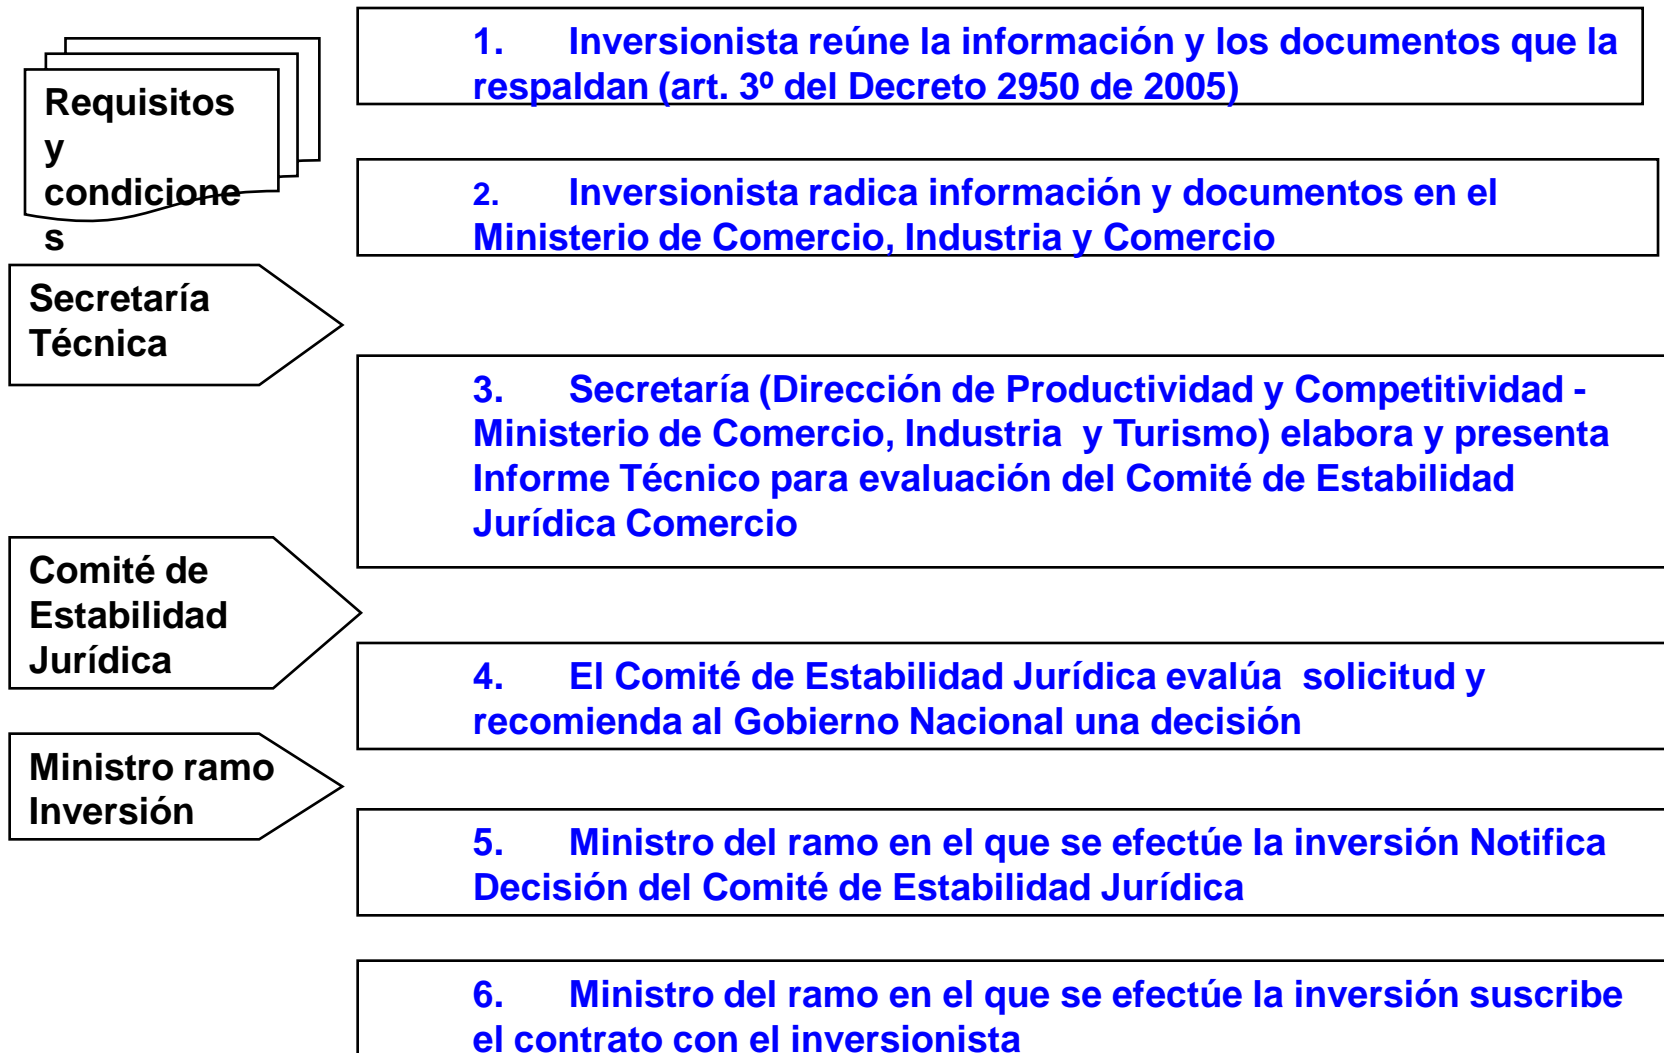 Requisitos
y
condicione
s
1. Inversionista reúne la información y los documentos que la
respaldan (art. 3º del Decreto 2950 de 2005)
2. Inversionista radica información y documentos en el
Ministerio de Comercio, Industria y Comercio
Secretaría
Técnica
3. Secretaría (Dirección de Productividad y Competitividad -
Ministerio de Comercio, Industria y Turismo) elabora y presenta
Informe Técnico para evaluación del Comité de Estabilidad
Jurídica Comercio
Comité de
Estabilidad
Jurídica
4. El Comité de Estabilidad Jurídica evalúa solicitud y
recomienda al Gobierno Nacional una decisión
Ministro ramo
Inversión
5. Ministro del ramo en el que se efectúe la inversión Notifica
Decisión del Comité de Estabilidad Jurídica
6. Ministro del ramo en el que se efectúe la inversión suscribe
el contrato con el inversionista